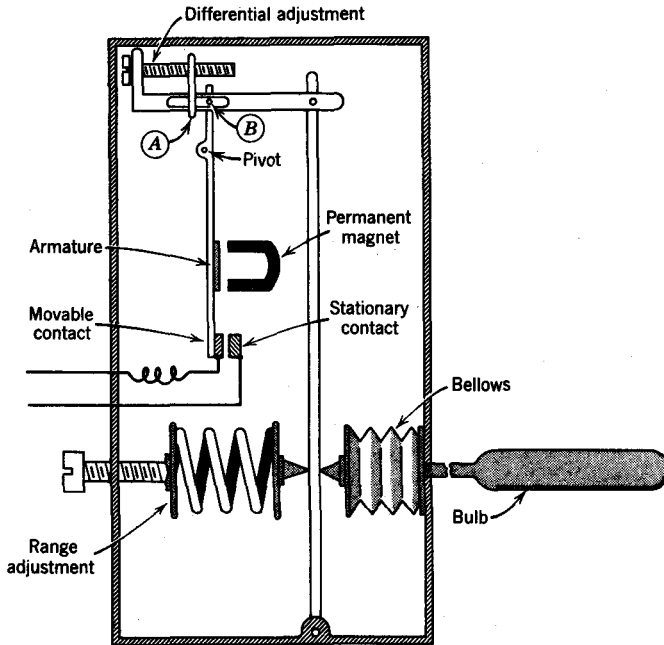 Differential adjustment
A
B
Pivot
Armature
Permanent
magnet
Movable
contact
Stationary
contact
Bellows
Bulb
Range
adjustment